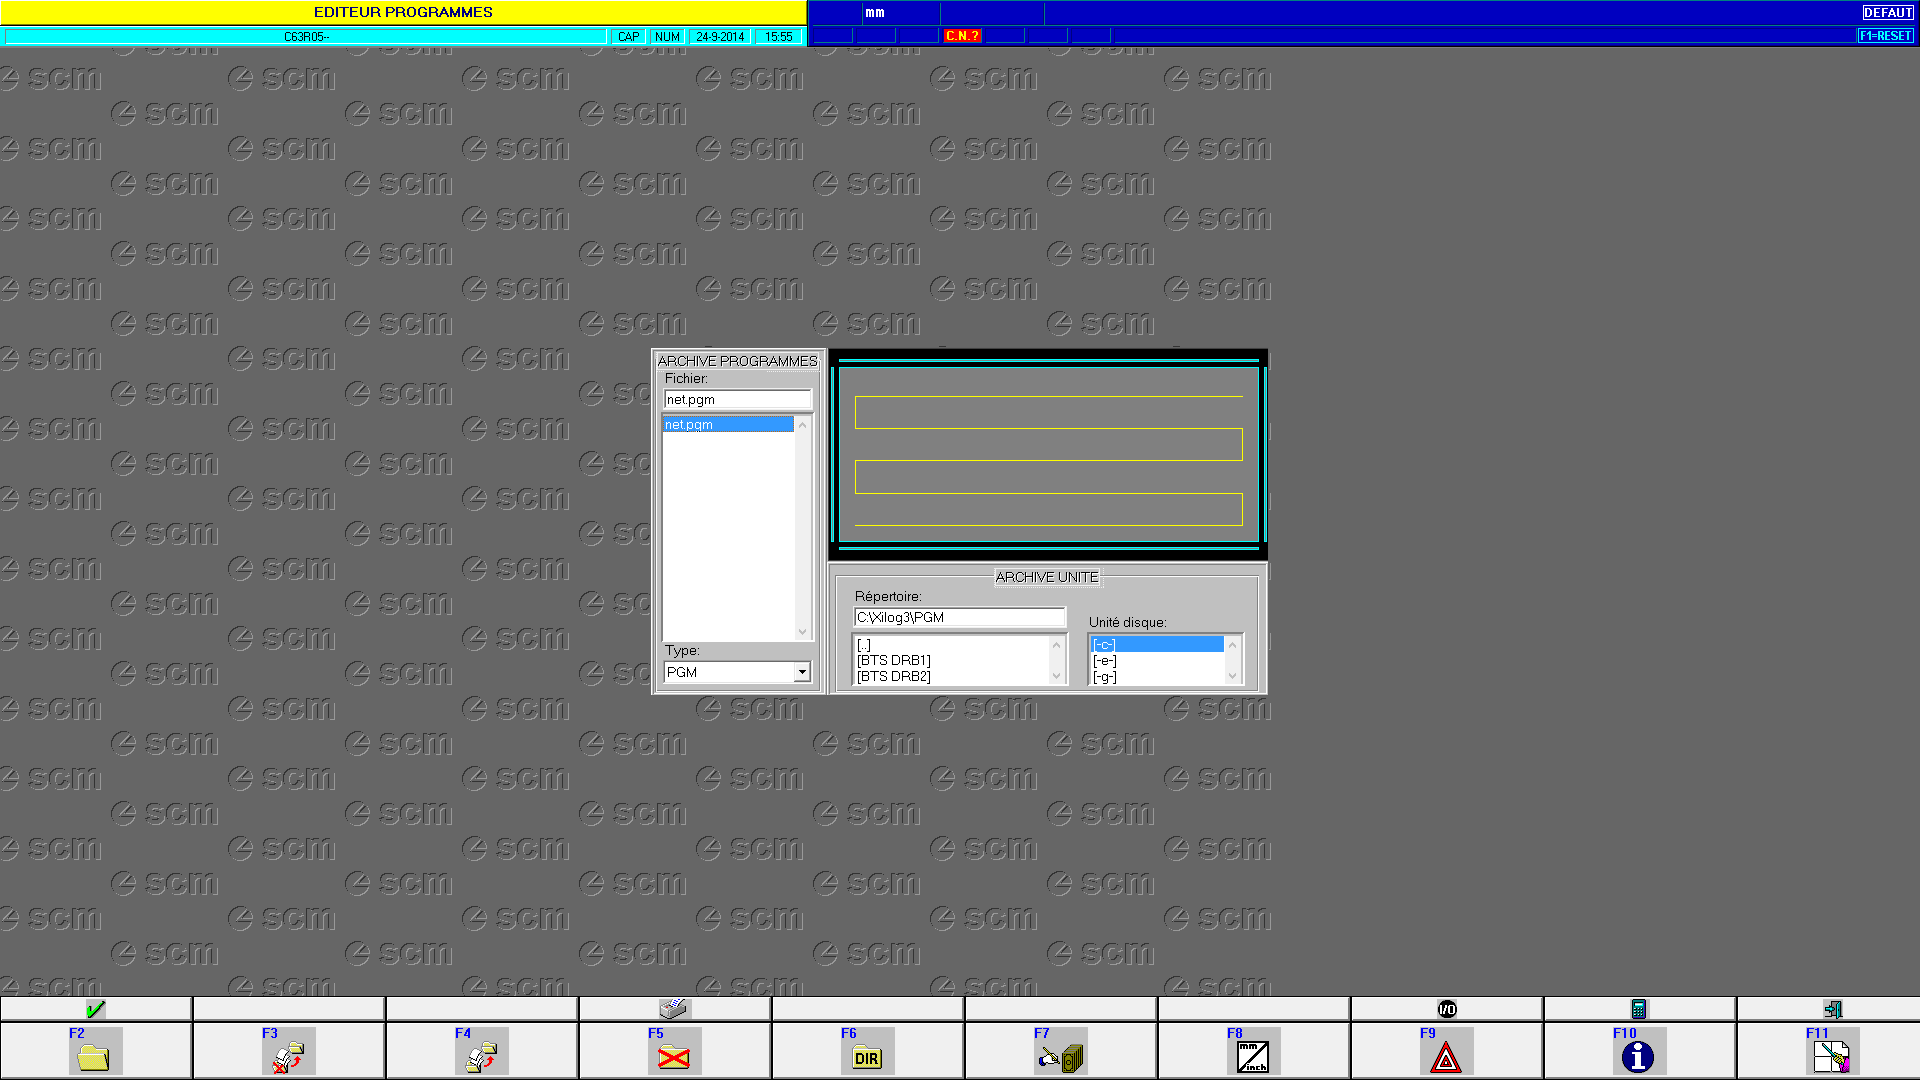 EDITEUR PROGRAMMES
mm
DEFAUT
C63R05--
CAP
NUM
24-9-2014
15:55
C.N.?
F1=RESET
scm
ARCHIVE PROGRAMMES
Fichier:
net.pgm
net.pgm
Type:
PGM
ARCHIVE UNITE
Répertoire:
C:\Xilog3\PGM
[..]
[BTS DRB1]
[BTS DRB2]
Unité disque:
[-c-]
[-e-]
[-g-]
I/O
F2
F3
F4
F5
F6
DIR
F7
F8
mm
inch
F9
F10
i
F11